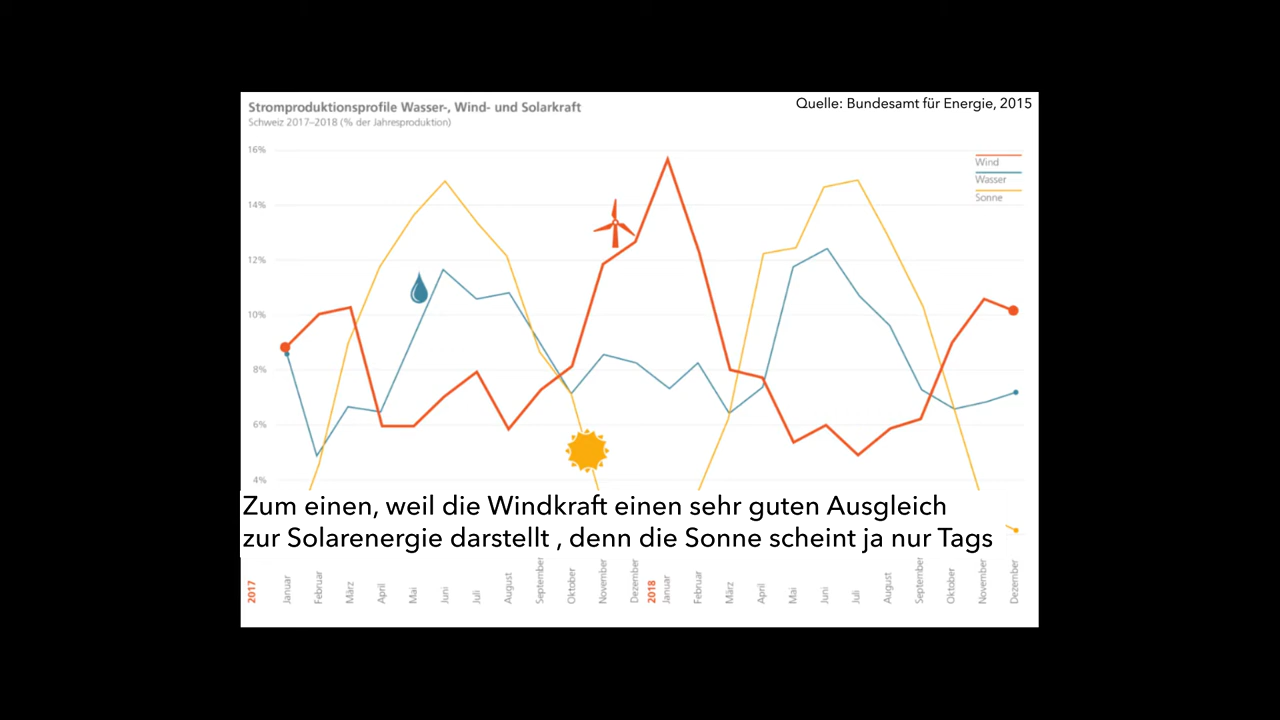 Stromproduktionsprofile Wasser-, Wind- und Solarkraft
Quelle: Bundesamt für Energie, 2015
Schweiz 2017–2018 (% der Jahresproduktion)
16%
14%
12%
10%
8%
6%
4%
Wind
Wasser
Sonne
Zum einen, weil die Windkraft einen sehr guten Ausgleich
zur Solarenergie darstellt , denn die Sonne scheint ja nur Tags
2017
Januar
Februar
März
April
Mai
Juni
Juli
August
September
Oktober
November
Dezember
2018
Januar
Februar
März
April
Mai
Juni
Juli
August
September
Oktober
November
Dezember